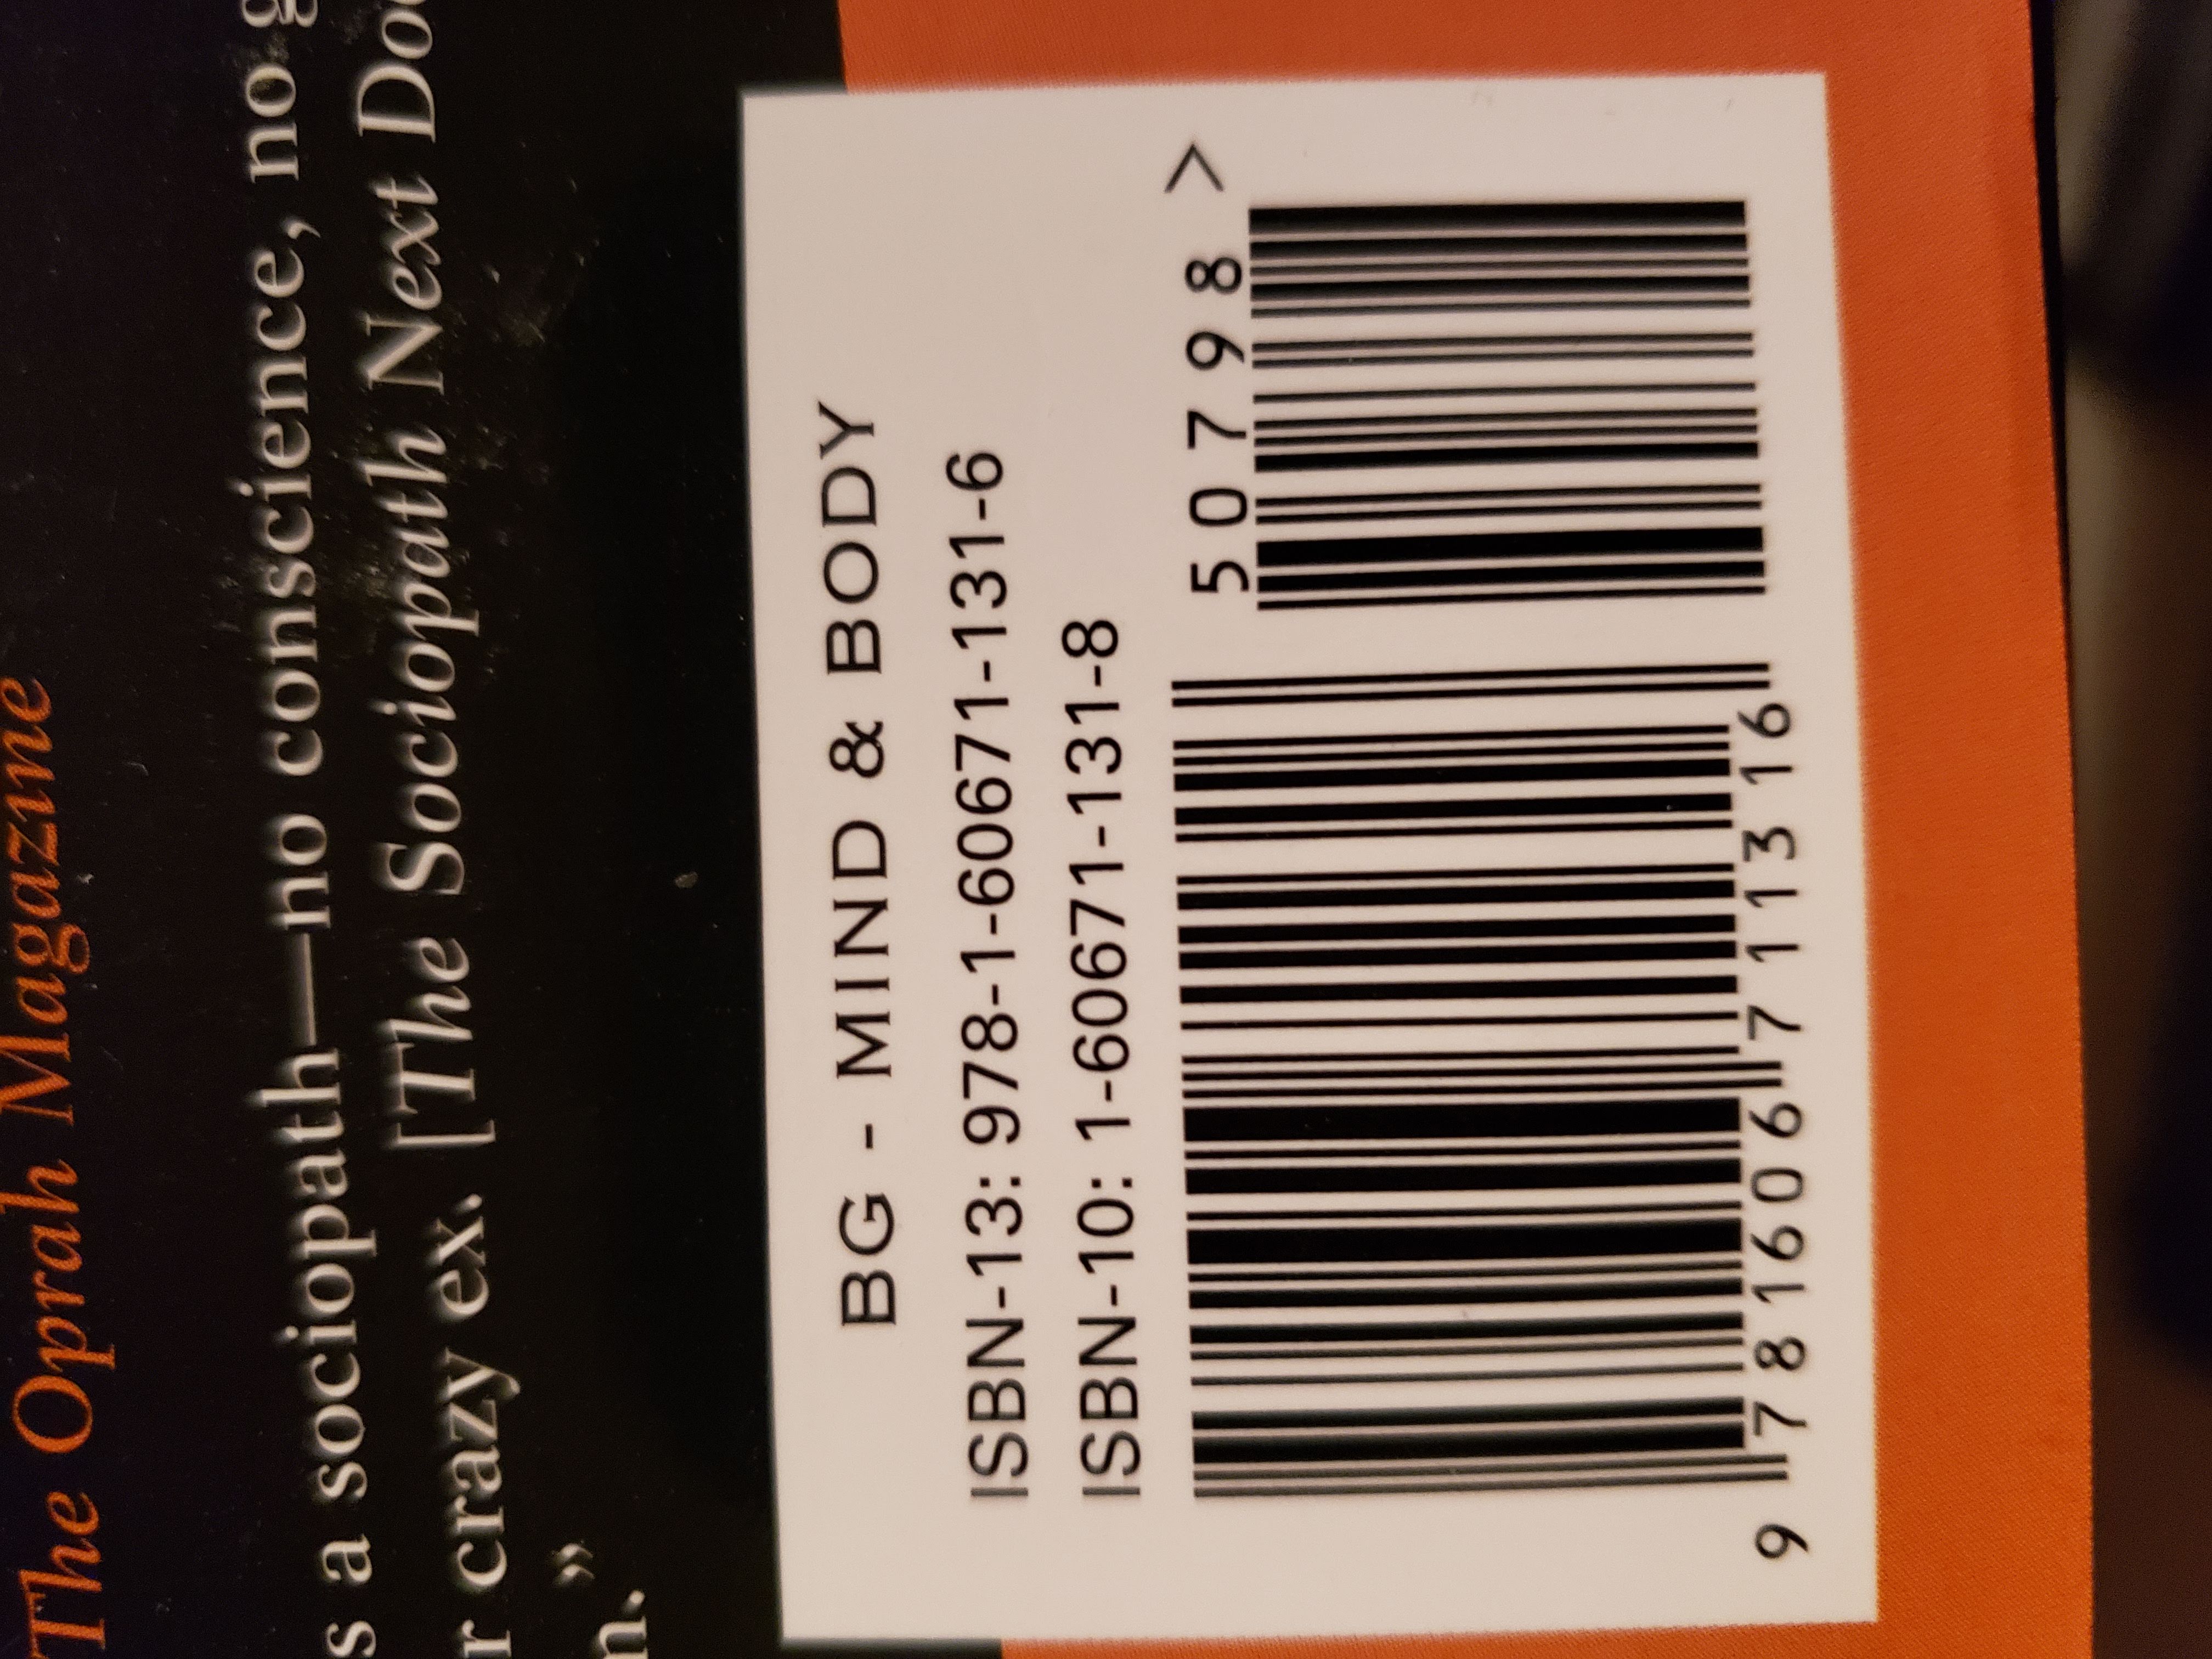 The Oprah Magazine
s a sociopath—no conscience, no g
r crazy ex. [The Sociopath Next Doo
n.”
BG - MIND & BODY
ISBN-13: 978-1-60671-131-6
ISBN-10: 1-60671-131-8
50798 >
9 781606 711316